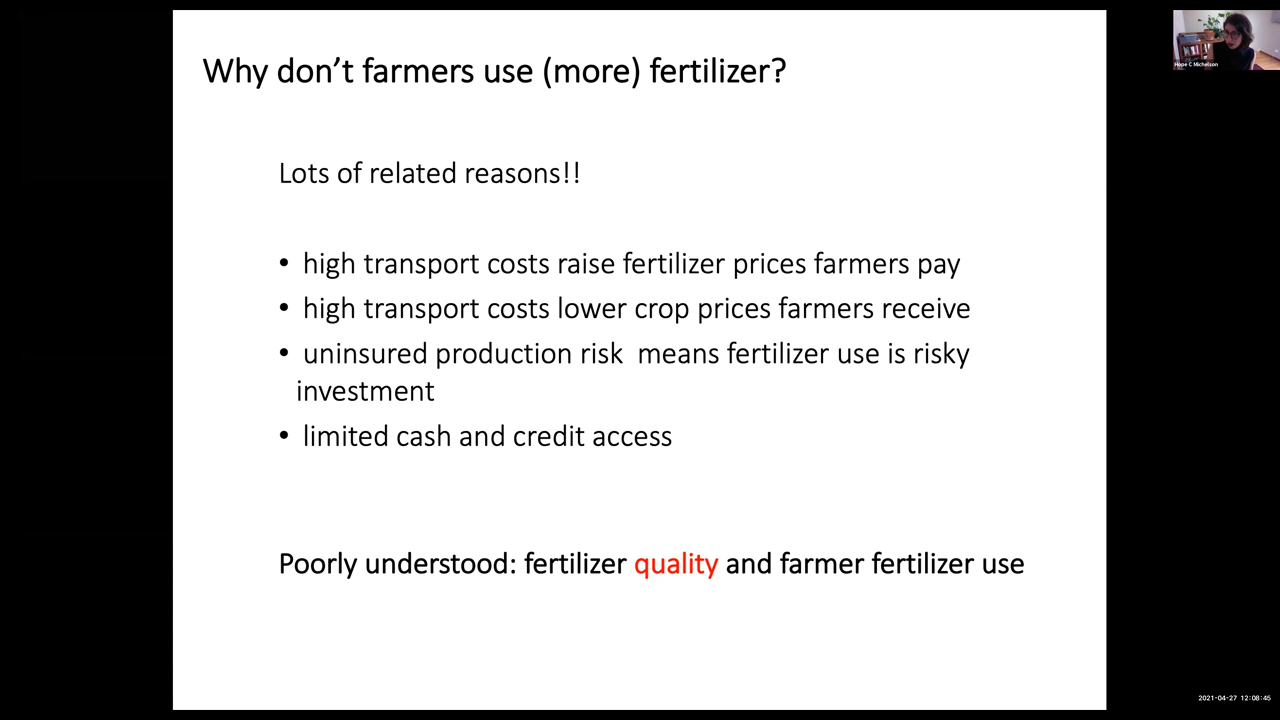 Why don't farmers use (more) fertilizer?
Lots of related reasons!!
• high transport costs raise fertilizer prices farmers pay
• high transport costs lower crop prices farmers receive
• uninsured production risk means fertilizer use is risky
investment
• limited cash and credit access
Poorly understood: fertilizer quality and farmer fertilizer use
Hope C Michelson
2021-04-27 12:08:45